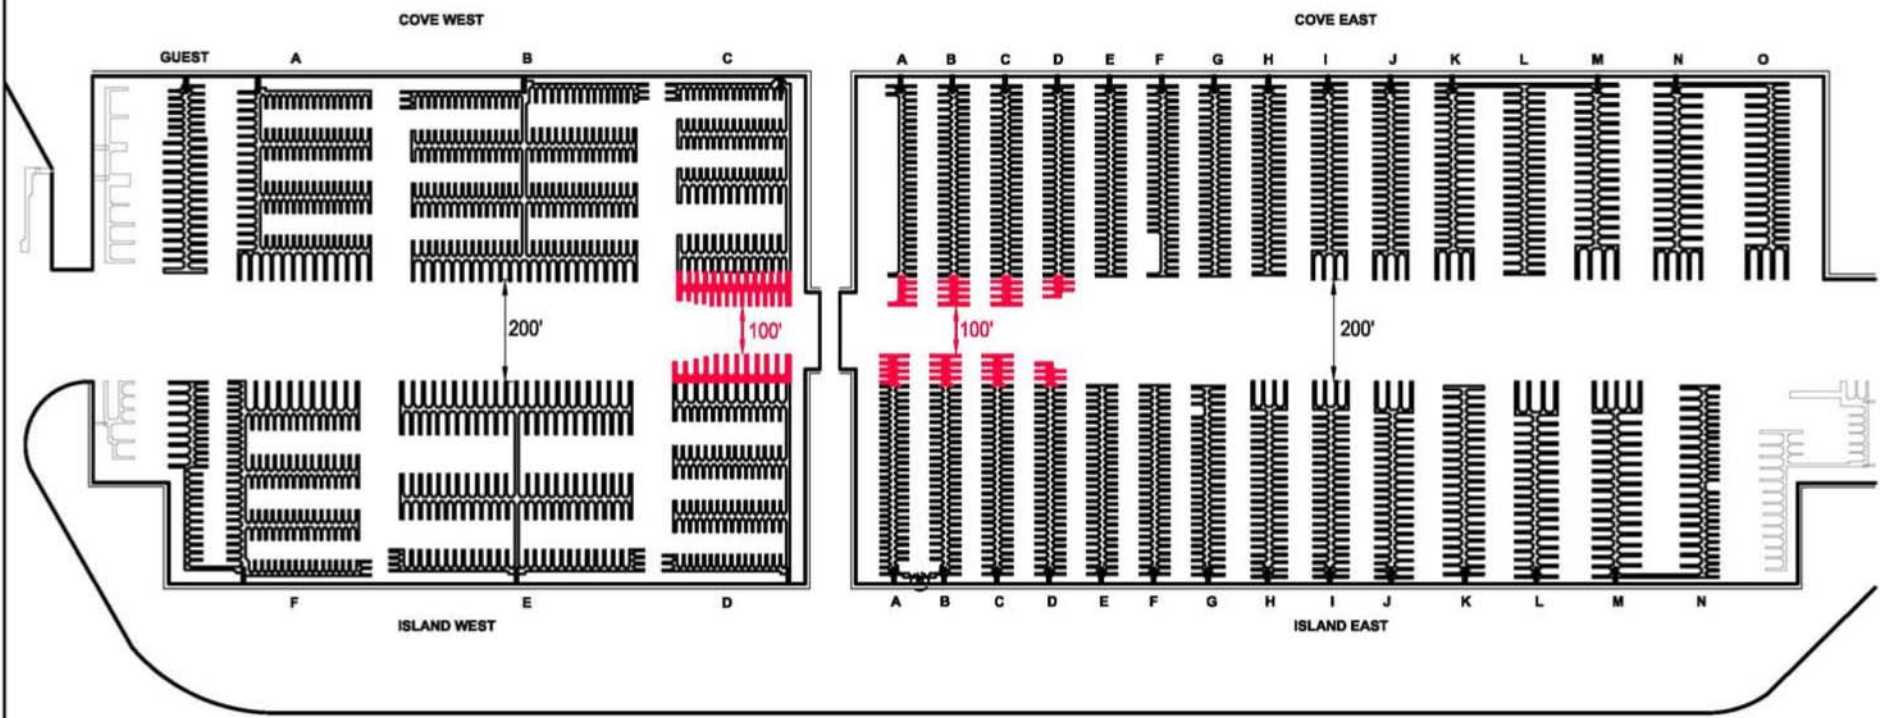 COVE WEST
COVE EAST
GUEST A B C
A B C D E F G H I J K L M N O
200'
100'
100'
200'
F E D
A B C D E F G H I J K L M N
ISLAND WEST
ISLAND EAST